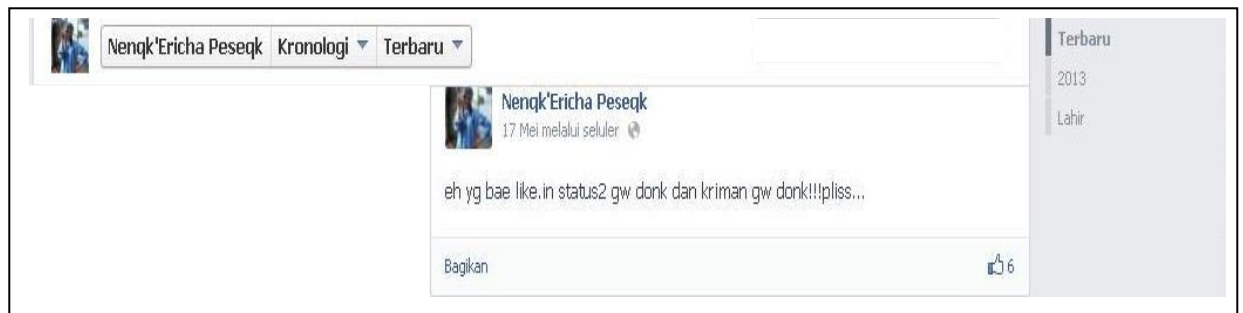 Nenqk'Ericha Peseqk Kronologi Terbaru
Terbaru
2013
Lahir
Nenqk'Ericha Peseqk
17 Mei melalui seluler
eh yg bae like.in status2 gw donk dan kriman gw donk!!!pliss...
Bagikan 6